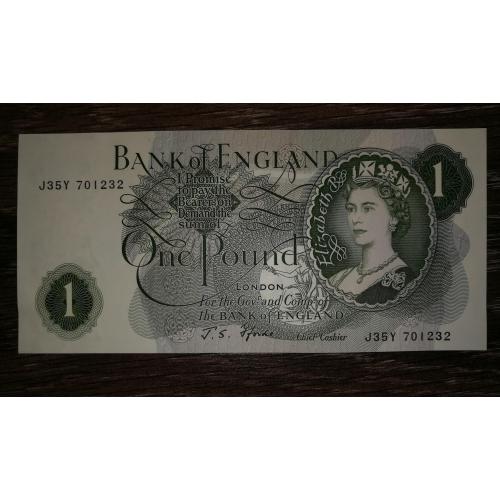 BANK of ENGLAND
J35Y 701232
I Promise
to pay the
Bearer on
Demand the
sum of
One Pound
1
Elizabeth R
1
LONDON
For the Govr. and Compa. of
The BANK of ENGLAND
J. S. Fforde
Chief Cashier
J35Y 701232